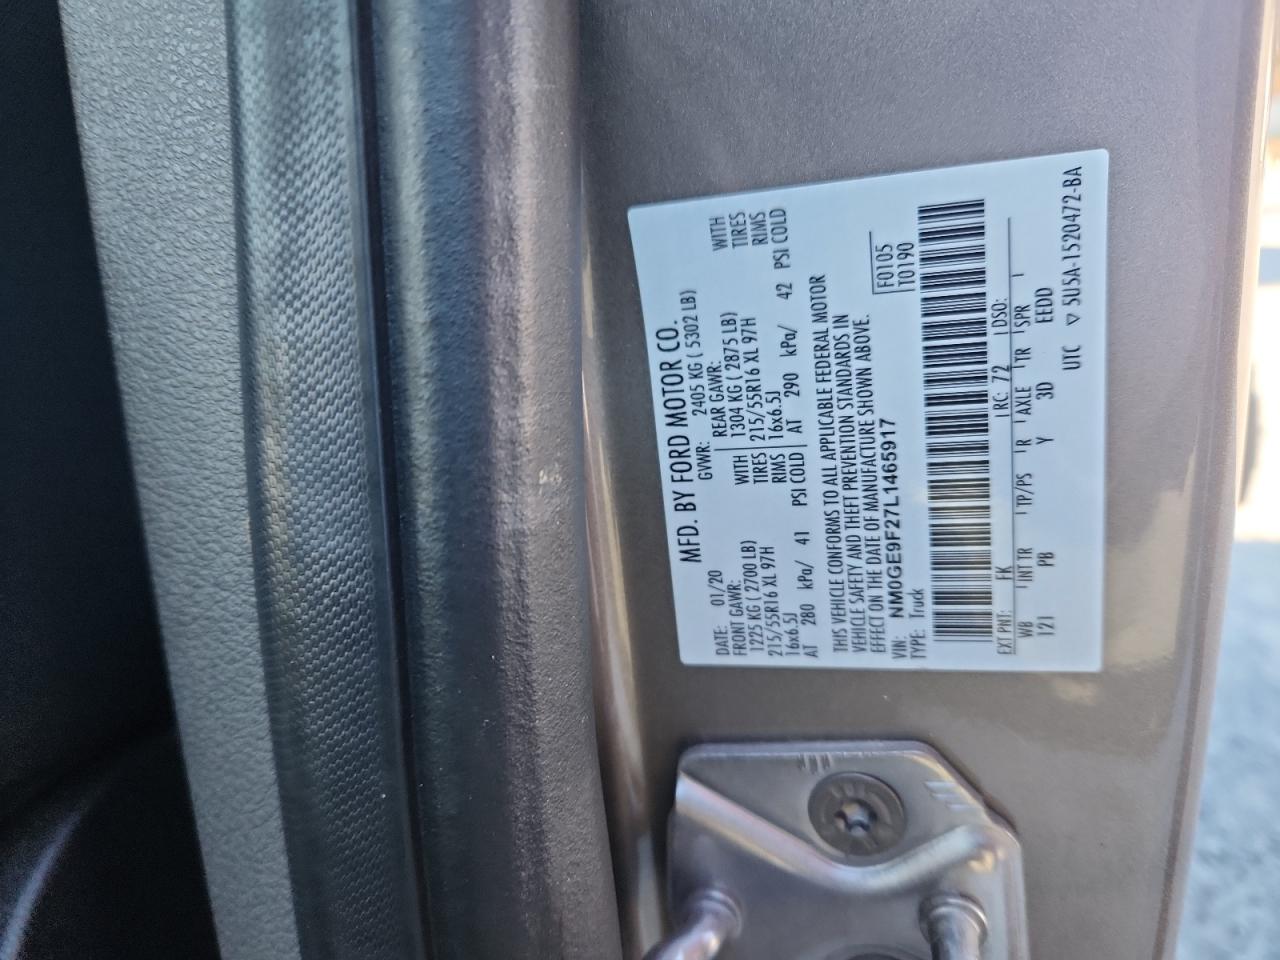 MFD. BY FORD MOTOR CO.
DATE: 01/20 GVWR: 2405 KG ( 5302 LB)
FRONT GAWR: REAR GAWR:
1225 KG ( 2700 LB) WITH 1304 KG ( 2875 LB) WITH
215/55R16 XL 97H TIRES 215/55R16 XL 97H TIRES
16x6.5J RIMS 16x6.5J RIMS
AT 280 kPa/ 41 PSI COLD AT 290 kPa/ 42 PSI COLD
THIS VEHICLE CONFORMS TO ALL APPLICABLE FEDERAL MOTOR
VEHICLE SAFETY AND THEFT PREVENTION STANDARDS IN
EFFECT ON THE DATE OF MANUFACTURE SHOWN ABOVE.
VIN: NM0GE9F27L1465917
TYPE: Truck
F0105
T0190
EXT PNT: FK RC: 72 DSO:
WB INT TR TP/PS R AXLE TR SPR
121 PB Y 3D EEDD
UTC ▽ 5U5A-1520472-BA